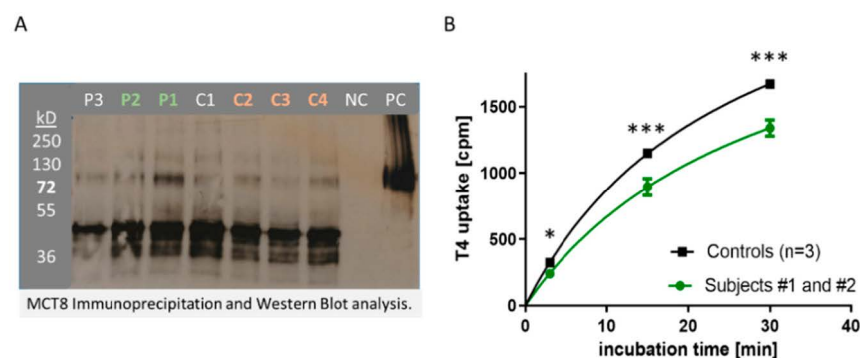 A
P3 P2 P1 C1 C2 C3 C4 NC PC
kD
250
130
72
55
36
MCT8 Immunoprecipitation and Western Blot analysis.
B
T4 uptake [cpm]
1500
1000
500
0
*
***
***
Controls (n=3)
Subjects #1 and #2
0 10 20 30 40
incubation time [min]